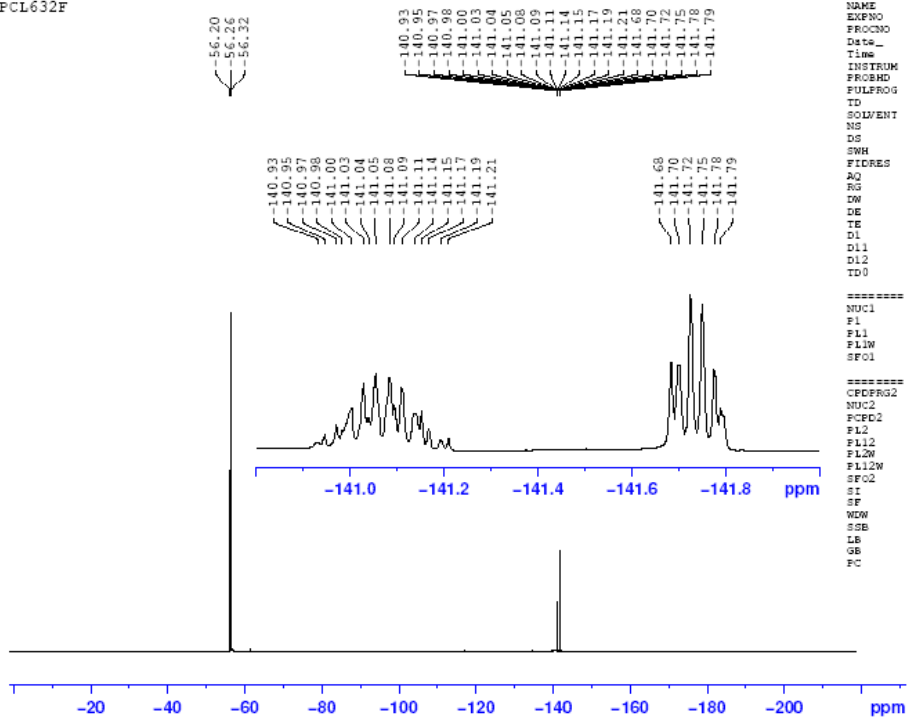 PCL632F
-56.20
-56.26
-56.32
-140.93
-140.95
-140.97
-140.98
-141.00
-141.03
-141.04
-141.05
-141.08
-141.09
-141.11
-141.14
-141.15
-141.17
-141.19
-141.21
-141.68
-141.70
-141.72
-141.75
-141.78
-141.79
-140.93
-140.95
-140.97
-140.98
-141.00
-141.03
-141.04
-141.05
-141.08
-141.09
-141.11
-141.14
-141.15
-141.17
-141.19
-141.21
-141.68
-141.70
-141.72
-141.75
-141.78
-141.79
-141.0 -141.2 -141.4 -141.6 -141.8 ppm
-20 -40 -60 -80 -100 -120 -140 -160 -180 -200 ppm
NAME
EXPNO
PROCNO
Date_
Time
INSTRUM
PROBHD
PULPROG
TD
SOLVENT
NS
DS
SWH
FIDRES
AQ
RG
DW
DE
TE
D1
D11
D12
TD0
========
NUC1
P1
PL1
PL1W
SFO1
========
CPDPRG2
NUC2
PCPD2
PL2
PL12
PL2W
PL12W
SFO2
SI
SF
WDW
SSB
LB
GB
PC